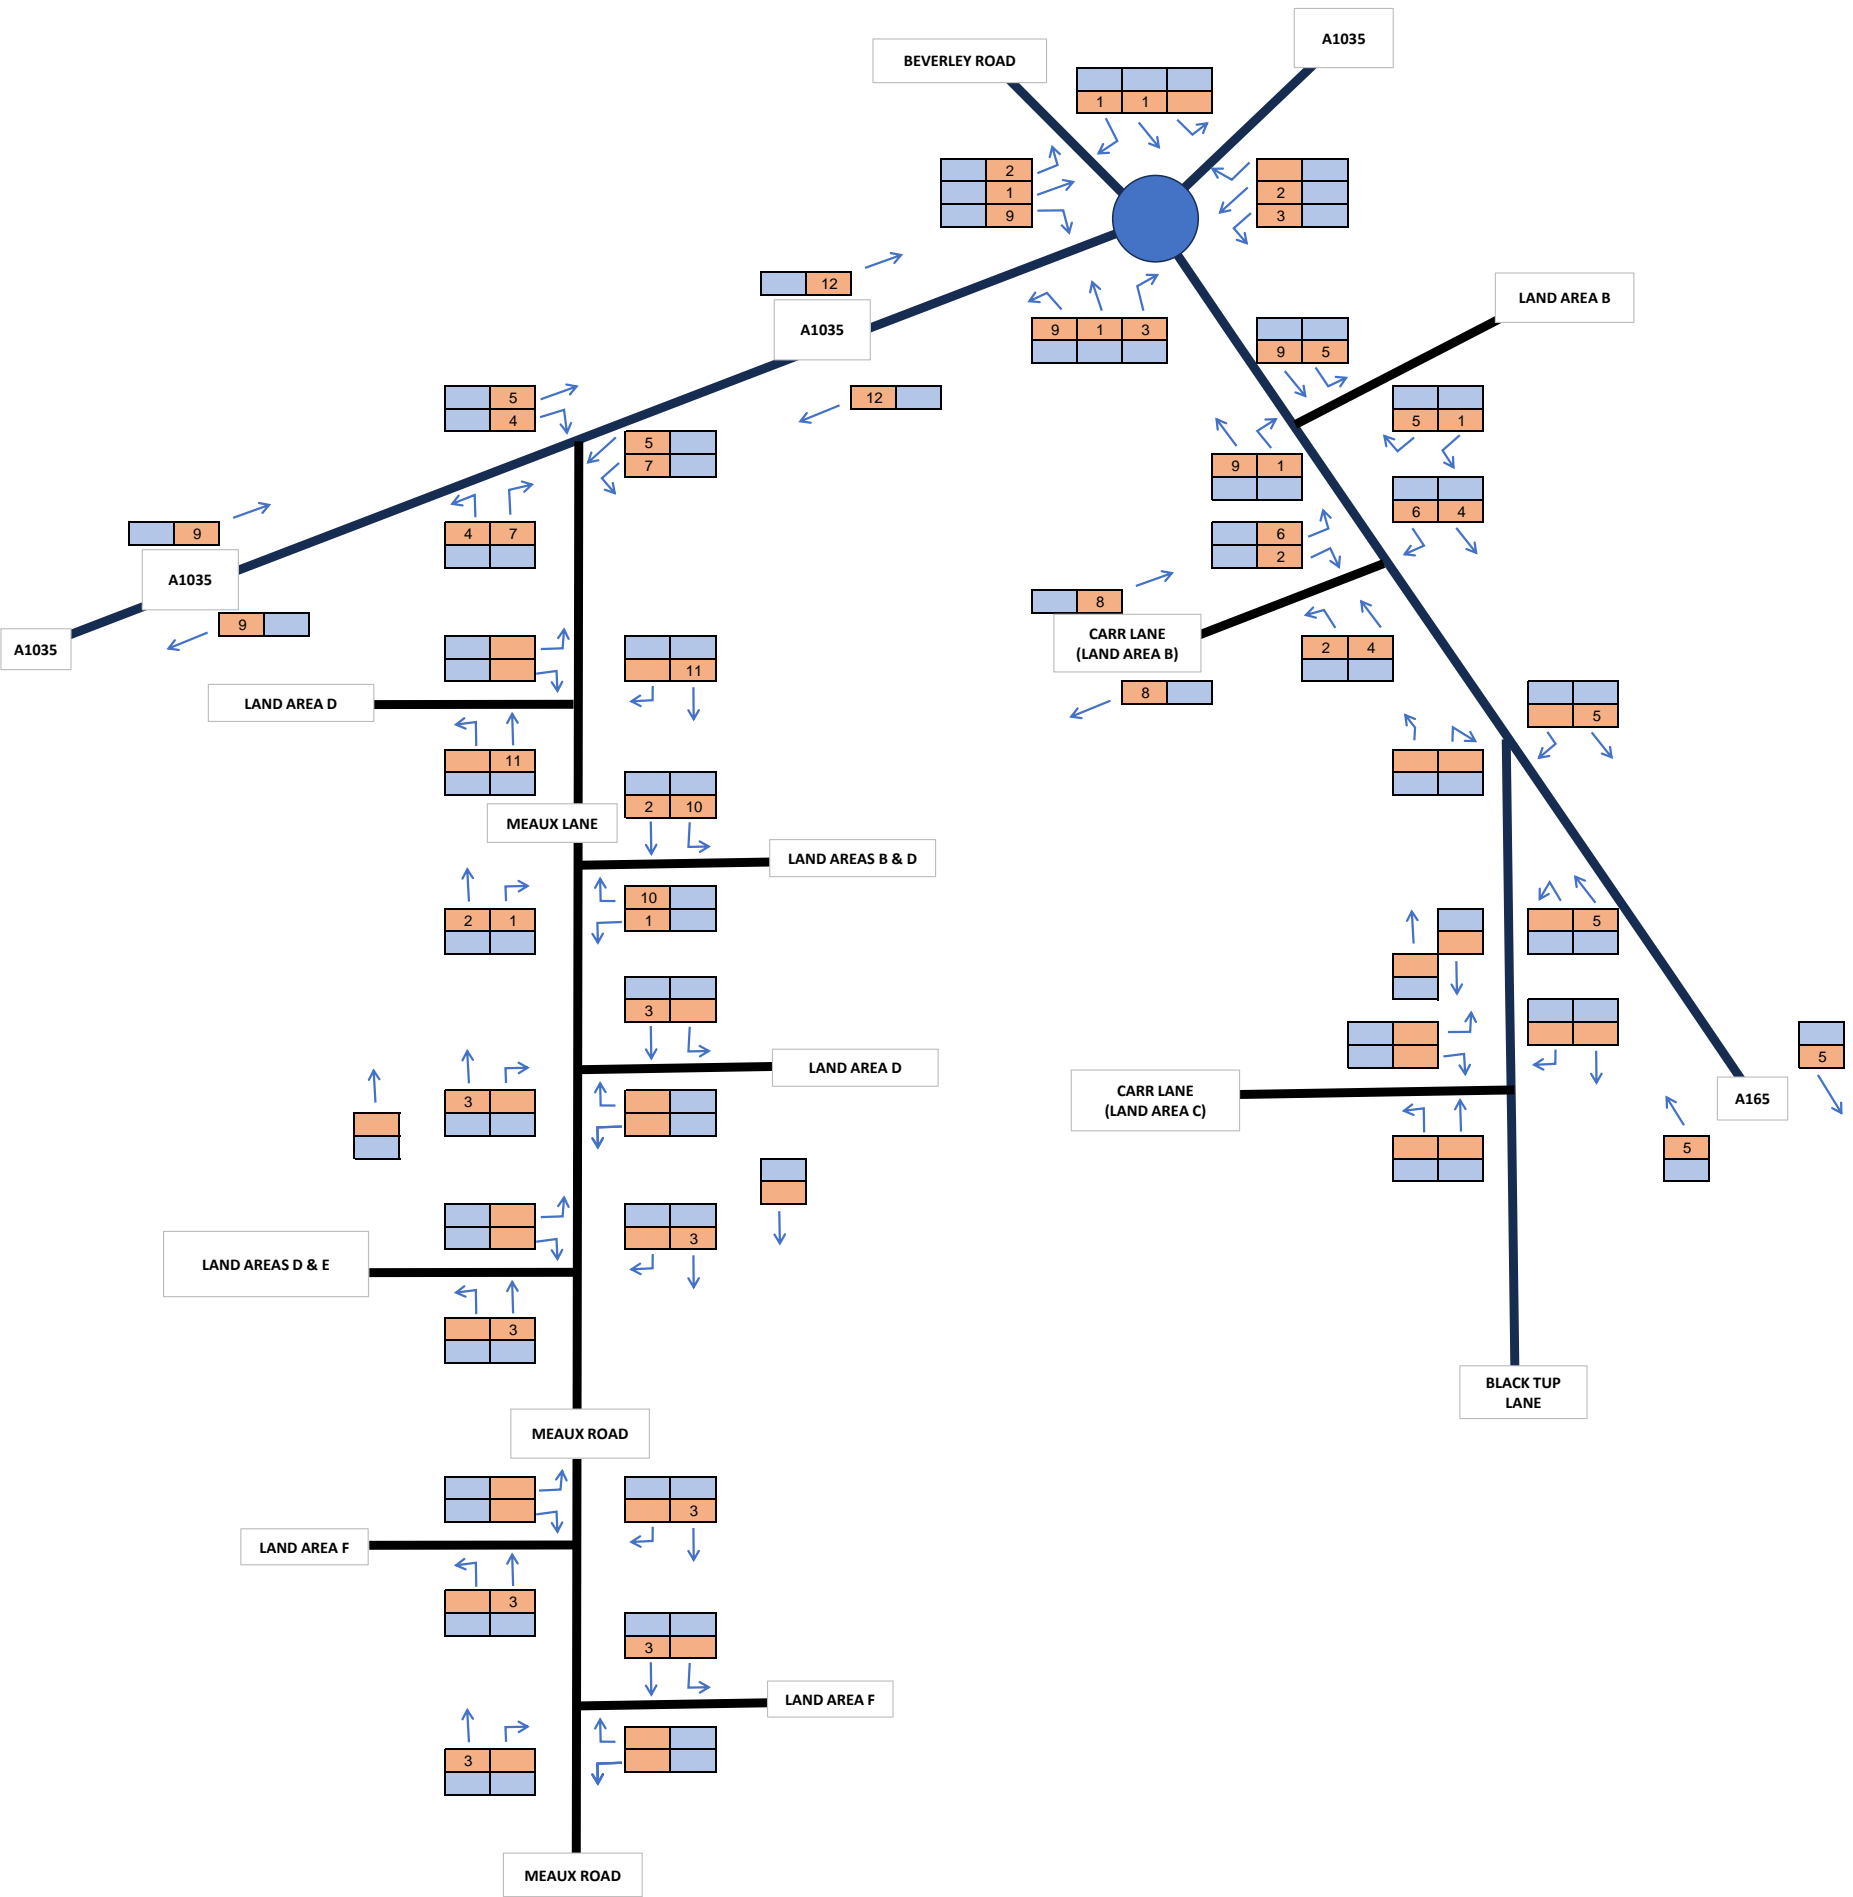 A1035
BEVERLEY ROAD
1 1
2
1
9
2
3
12
A1035
9 1 3
LAND AREA B
9 5
12
5
4
5 1
5
7
9 1
6 4
4 7
6
2
9
A1035
8
9
CARR LANE
(LAND AREA B)
2 4
A1035
11
8
LAND AREA D
5
11
2 10
MEAUX LANE
LAND AREAS B & D
10
1
2 1
5
3
LAND AREA D
3
5
CARR LANE
(LAND AREA C)
A165
5
3
LAND AREAS D & E
3
BLACK TUP
LANE
MEAUX ROAD
3
LAND AREA F
3
3
LAND AREA F
3
MEAUX ROAD